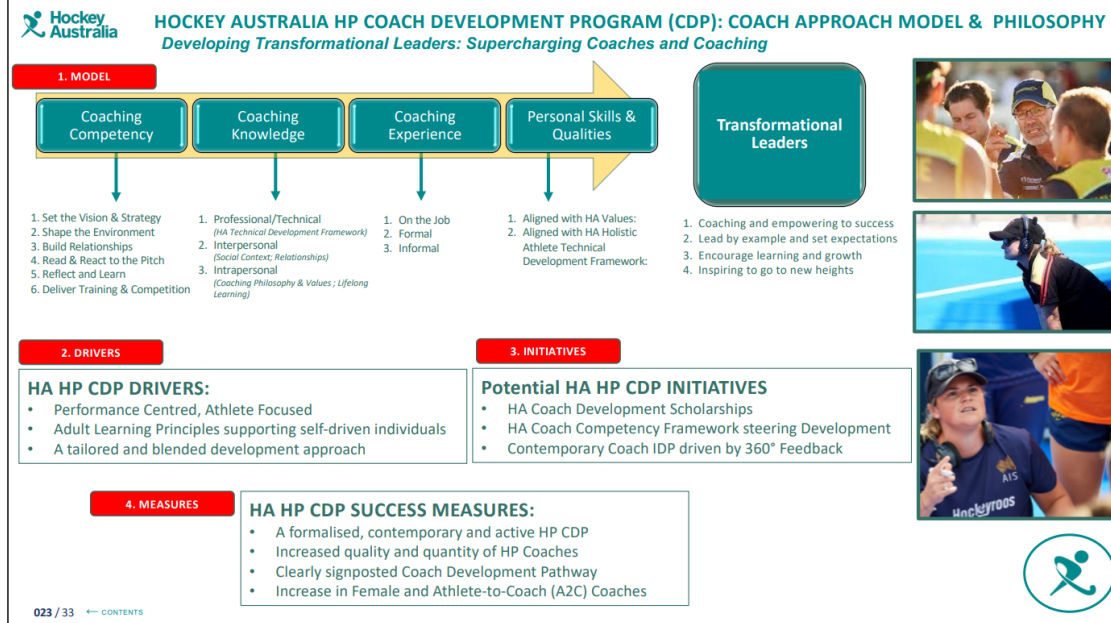 Hockey
Australia
HOCKEY AUSTRALIA HP COACH DEVELOPMENT PROGRAM (CDP): COACH APPROACH MODEL & PHILOSOPHY
Developing Transformational Leaders: Supercharging Coaches and Coaching
1. MODEL
Coaching
Competency
Coaching
Knowledge
Coaching
Experience
Personal Skills &
Qualities
Transformational
Leaders
1. Set the Vision & Strategy
2. Shape the Environment
3. Build Relationships
4. Read & React to the Pitch
5. Reflect and Learn
6. Deliver Training & Competition
1. Professional/Technical
(HA Technical Development Framework)
2. Interpersonal
(Social Context; Relationships)
3. Intrapersonal
(Coaching Philosophy & Values ; Lifelong
Learning)
1. On the Job
2. Formal
3. Informal
1. Aligned with HA Values:
2. Aligned with HA Holistic
Athlete Technical
Development Framework:
1. Coaching and empowering to success
2. Lead by example and set expectations
3. Encourage learning and growth
4. Inspiring to go to new heights
2. DRIVERS
HA HP CDP DRIVERS:
• Performance Centred, Athlete Focused
• Adult Learning Principles supporting self-driven individuals
• A tailored and blended development approach
3. INITIATIVES
Potential HA HP CDP INITIATIVES
• HA Coach Development Scholarships
• HA Coach Competency Framework steering Development
• Contemporary Coach IDP driven by 360° Feedback
AIS
Hockeyroos
4. MEASURES
HA HP CDP SUCCESS MEASURES:
• A formalised, contemporary and active HP CDP
• Increased quality and quantity of HP Coaches
• Clearly signposted Coach Development Pathway
• Increase in Female and Athlete-to-Coach (A2C) Coaches
023 / 33 ← CONTENTS